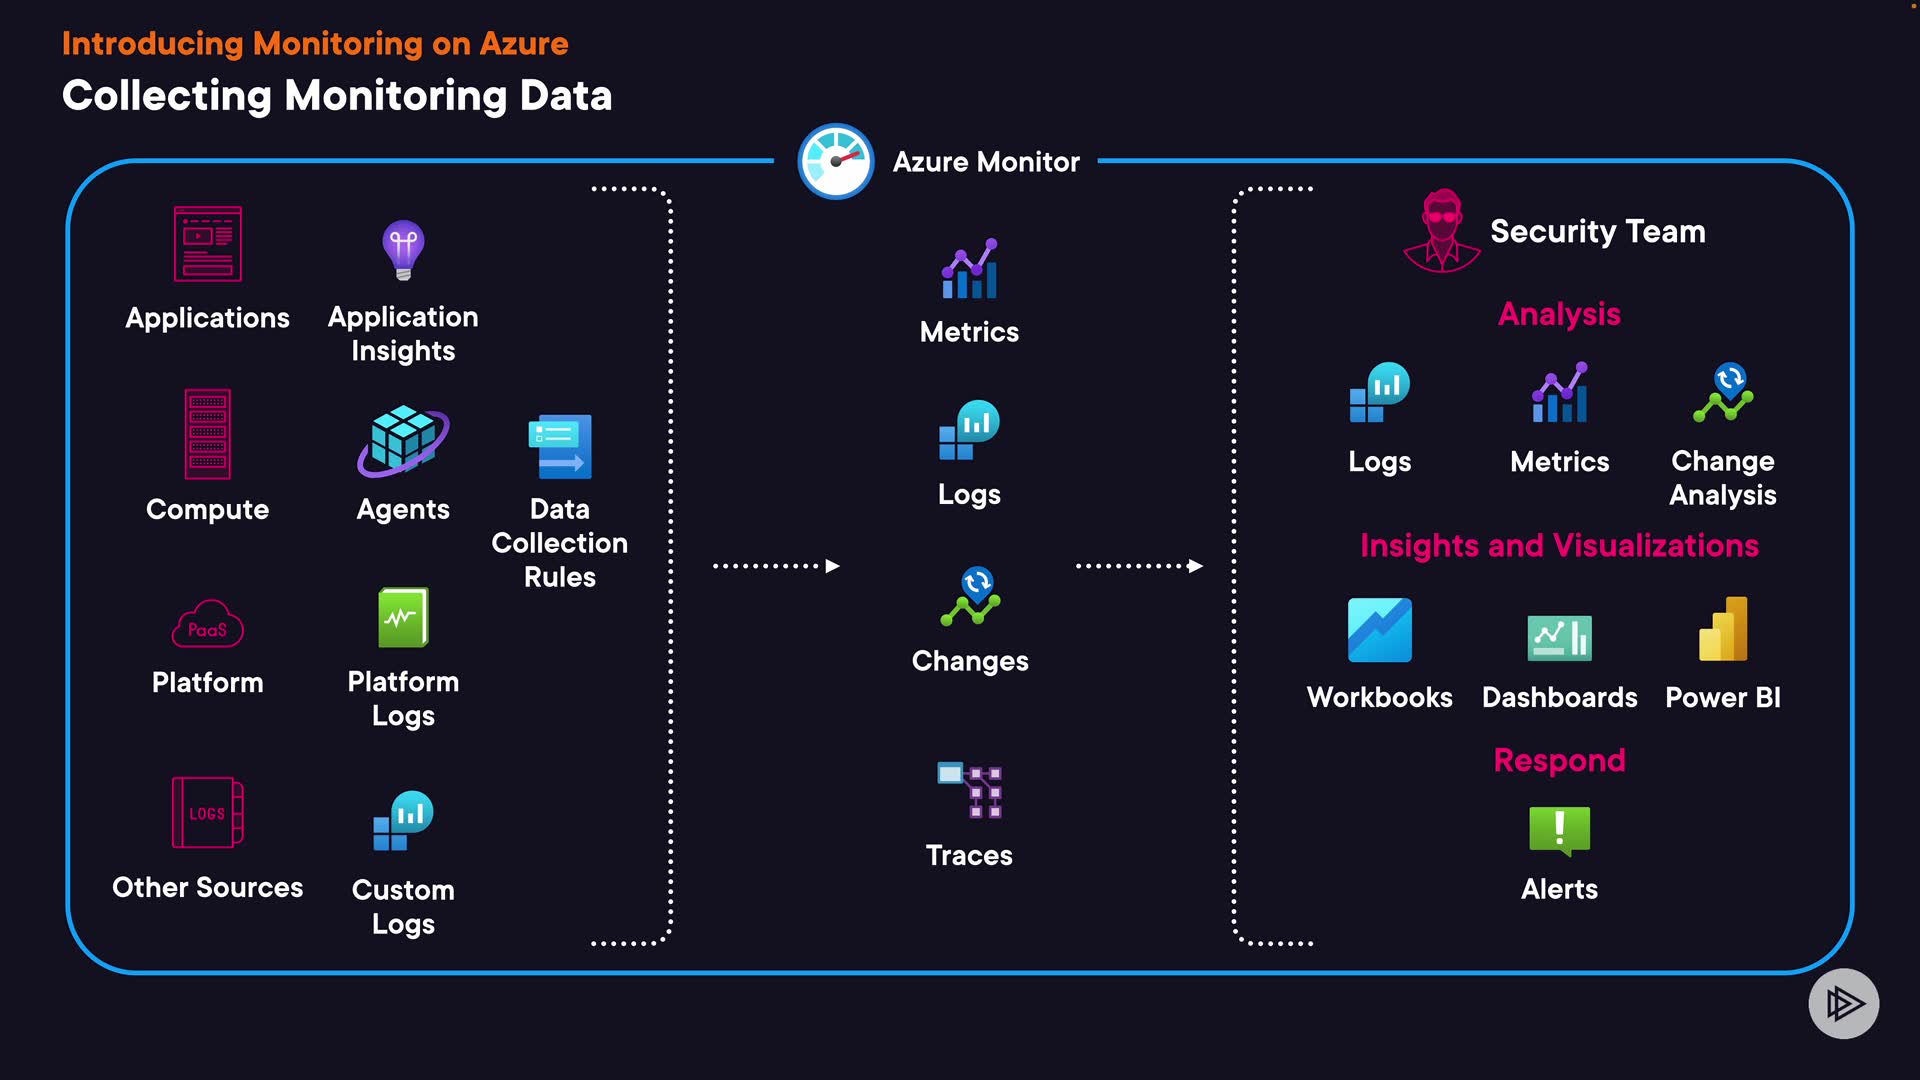 Introducing Monitoring on Azure
Collecting Monitoring Data
Azure Monitor
Applications
Application
Insights
Compute
Agents
Data
Collection
Rules
PaaS
Platform
Platform
Logs
LOGS
Other Sources
Custom
Logs
Metrics
Logs
Changes
Traces
Security Team
Analysis
Logs
Metrics
Change
Analysis
Insights and Visualizations
Workbooks
Dashboards
Power BI
Respond
Alerts